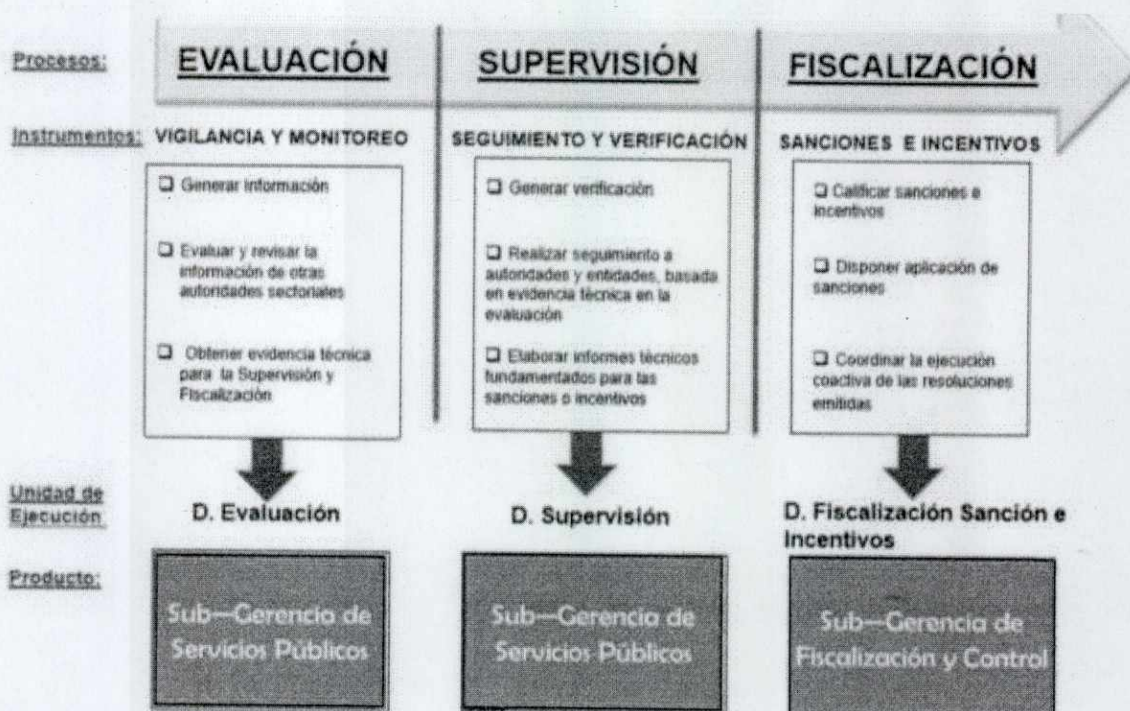 Procesos:
EVALUACIÓN
SUPERVISIÓN
FISCALIZACIÓN
Instrumentos:
VIGILANCIA Y MONITOREO
SEGUIMIENTO Y VERIFICACIÓN
SANCIONES E INCENTIVOS
❑ Generar información
❑ Evaluar y revisar la
información de otras
autoridades sectoriales
❑ Obtener evidencia técnica
para la Supervisión y
Fiscalización
❑ Generar verificación
❑ Realizar seguimiento a
autoridades y entidades, basada
en evidencia técnica en la
evaluación
❑ Elaborar informes técnicos
fundamentados para las
sanciones o incentivos
❑ Calificar sanciones e
incentivos
❑ Disponer aplicación de
sanciones
❑ Coordinar la ejecución
coactiva de las resoluciones
emitidas
Unidad de
Ejecución
D. Evaluación
D. Supervisión
D. Fiscalización Sanción e
Incentivos
Producto:
Sub—Gerencia de
Servicios Públicos
Sub—Gerencia de
Servicios Públicos
Sub—Gerencia de
Fiscalización y Control